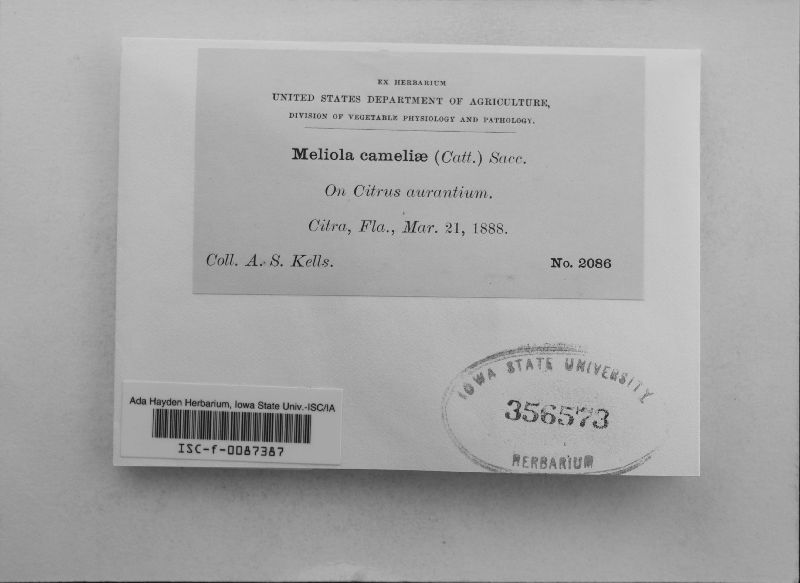 EX HERBARIUM
UNITED STATES DEPARTMENT OF AGRICULTURE,
DIVISION OF VEGETABLE PHYSIOLOGY AND PATHOLOGY.
Meliola cameliæ (Catt.) Sacc.
On Citrus aurantium.
Citra, Fla., Mar. 21, 1888.
Coll. A. S. Kells.
No. 2086
Ada Hayden Herbarium, Iowa State Univ.-ISC/IA
ISC-f-0087387
IOWA STATE UNIVERSITY
356573
HERBARIUM